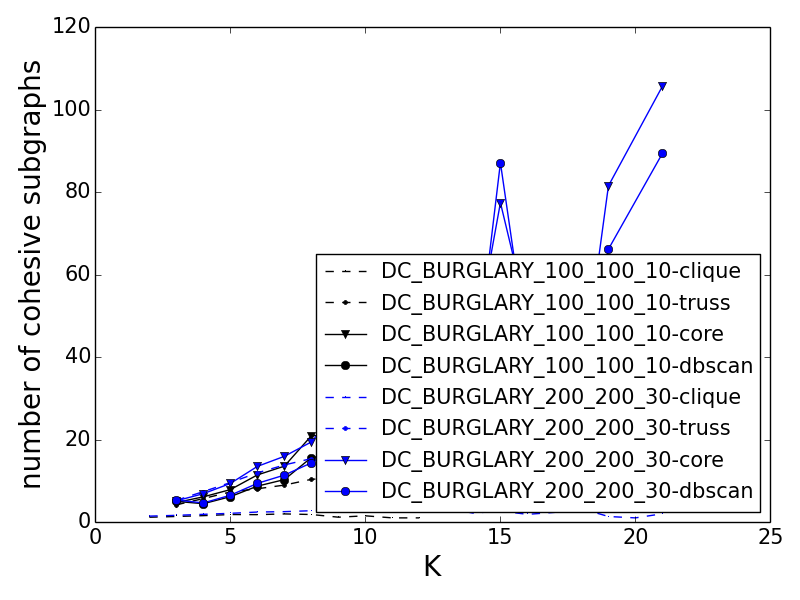 120
100
80
60
40
20
0
number of cohesive subgraphs
DC_BURGLARY_100_100_10-clique
DC_BURGLARY_100_100_10-truss
DC_BURGLARY_100_100_10-core
DC_BURGLARY_100_100_10-dbscan
DC_BURGLARY_200_200_30-clique
DC_BURGLARY_200_200_30-truss
DC_BURGLARY_200_200_30-core
DC_BURGLARY_200_200_30-dbscan
0 5 10 15 20 25
K